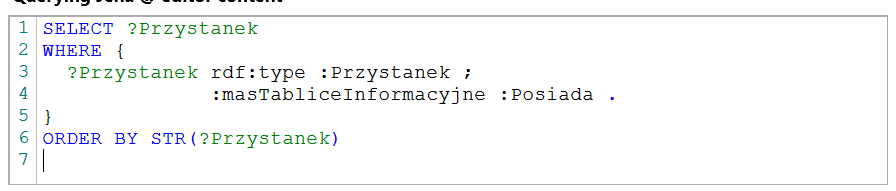 Querying Jena @ editor content
1 SELECT ?Przystanek
2 WHERE {
3 ?Przystanek rdf:type :Przystanek ;
4 :masTabliceInformacyjne :Posiada .
5 }
6 ORDER BY STR(?Przystanek)
7